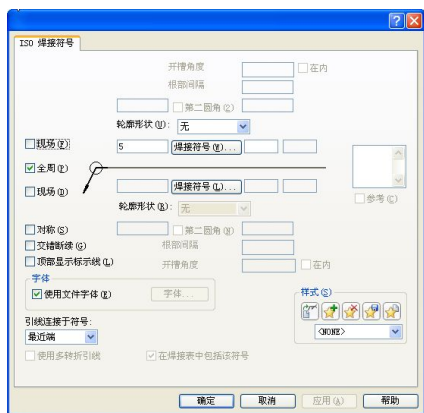 ISO 焊接符号
开槽角度 在内
根部间隔
第二圆角(2)
轮廓形状(U): 无
现场(F) 5 焊接符号(W)...
全周(P)
现场(D) 焊接符号(L)...
参考(C)
轮廓形状(R): 无
对称(S) 第二圆角(N)
交错断续(G) 根部间隔
顶部显示标示线(L)
开槽角度 在内
字体
使用文件字体(E) 字体...
样式(S)
引线连接于符号:
<NONE>
最近端
使用多转折引线 在焊接表中包括该符号
确定 取消 应用(A) 帮助